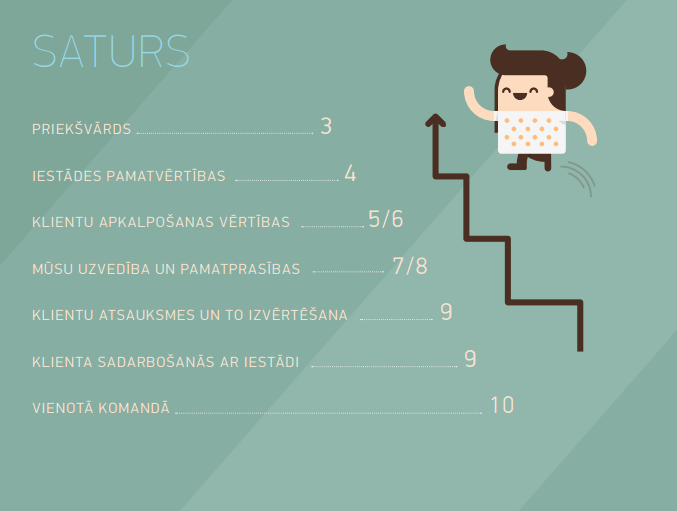 SATURS
PRIEKŠVĀRDS 3
IESTĀDES PAMATVĒRTĪBAS 4
KLIENTU APKALPOŠANAS VĒRTĪBAS 5/6
MŪSU UZVEDĪBA UN PAMATPRASĪBAS 7/8
KLIENTU ATSAUKSMES UN TO IZVĒRTĒŠANA 9
KLIENTA SADARBOŠANĀS AR IESTĀDI 9
VIENOTĀ KOMANDĀ 10